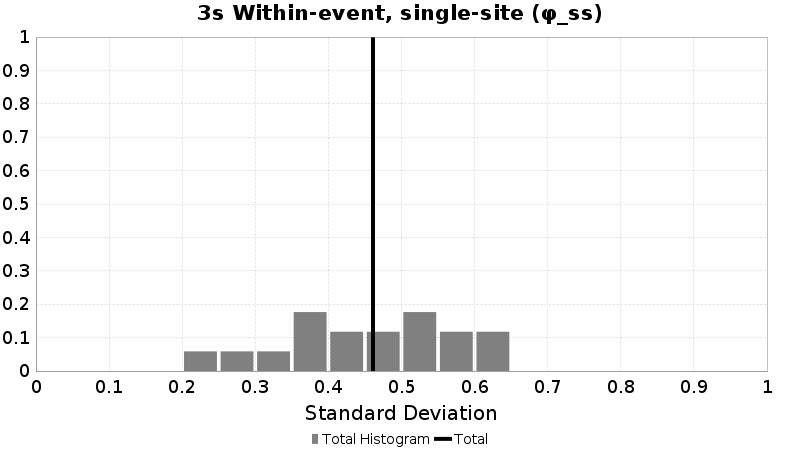 3s Within-event, single-site (φ_ss)
1
0.9
0.8
0.7
0.6
0.5
0.4
0.3
0.2
0.1
0
0 0.1 0.2 0.3 0.4 0.5 0.6 0.7 0.8 0.9 1
Standard Deviation
Total Histogram Total